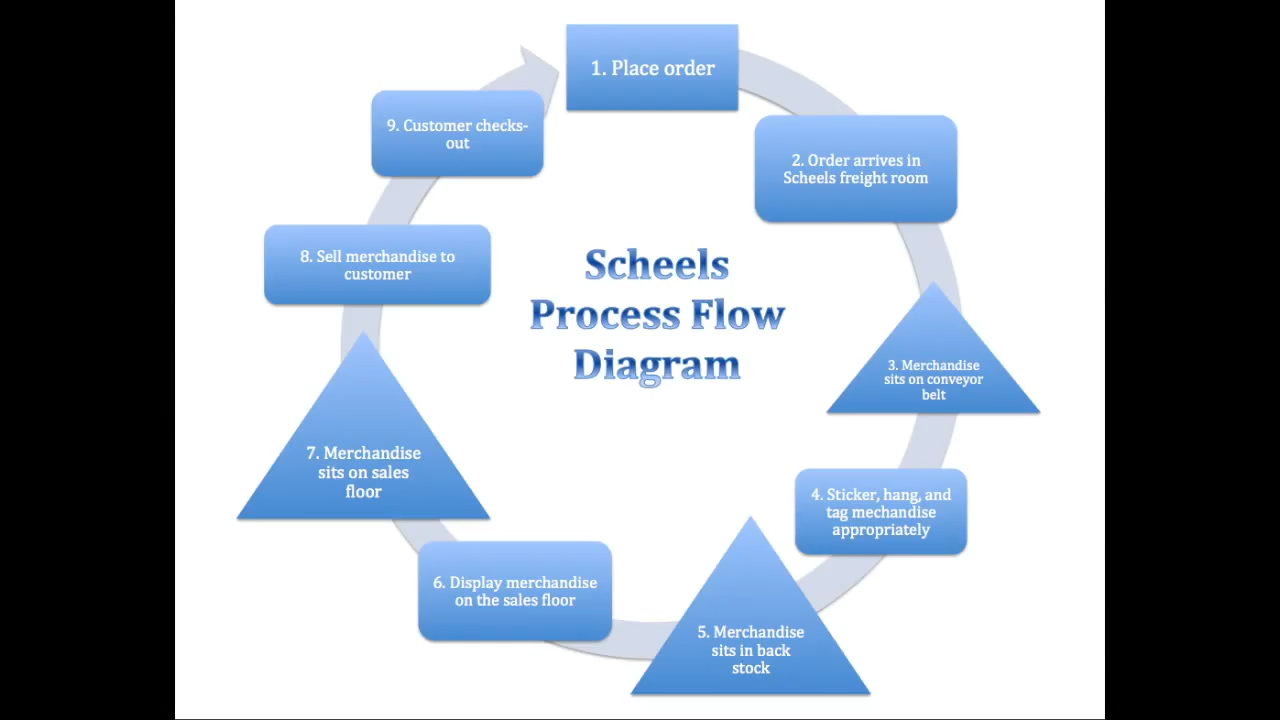 1. Place order
2. Order arrives in
Scheels freight room
3. Merchandise
sits on conveyor
belt
4. Sticker, hang, and
tag mechandise
appropriately
5. Merchandise
sits in back
stock
6. Display merchandise
on the sales floor
7. Merchandise
sits on sales
floor
8. Sell merchandise to
customer
9. Customer checks-
out
Scheels
Process Flow
Diagram